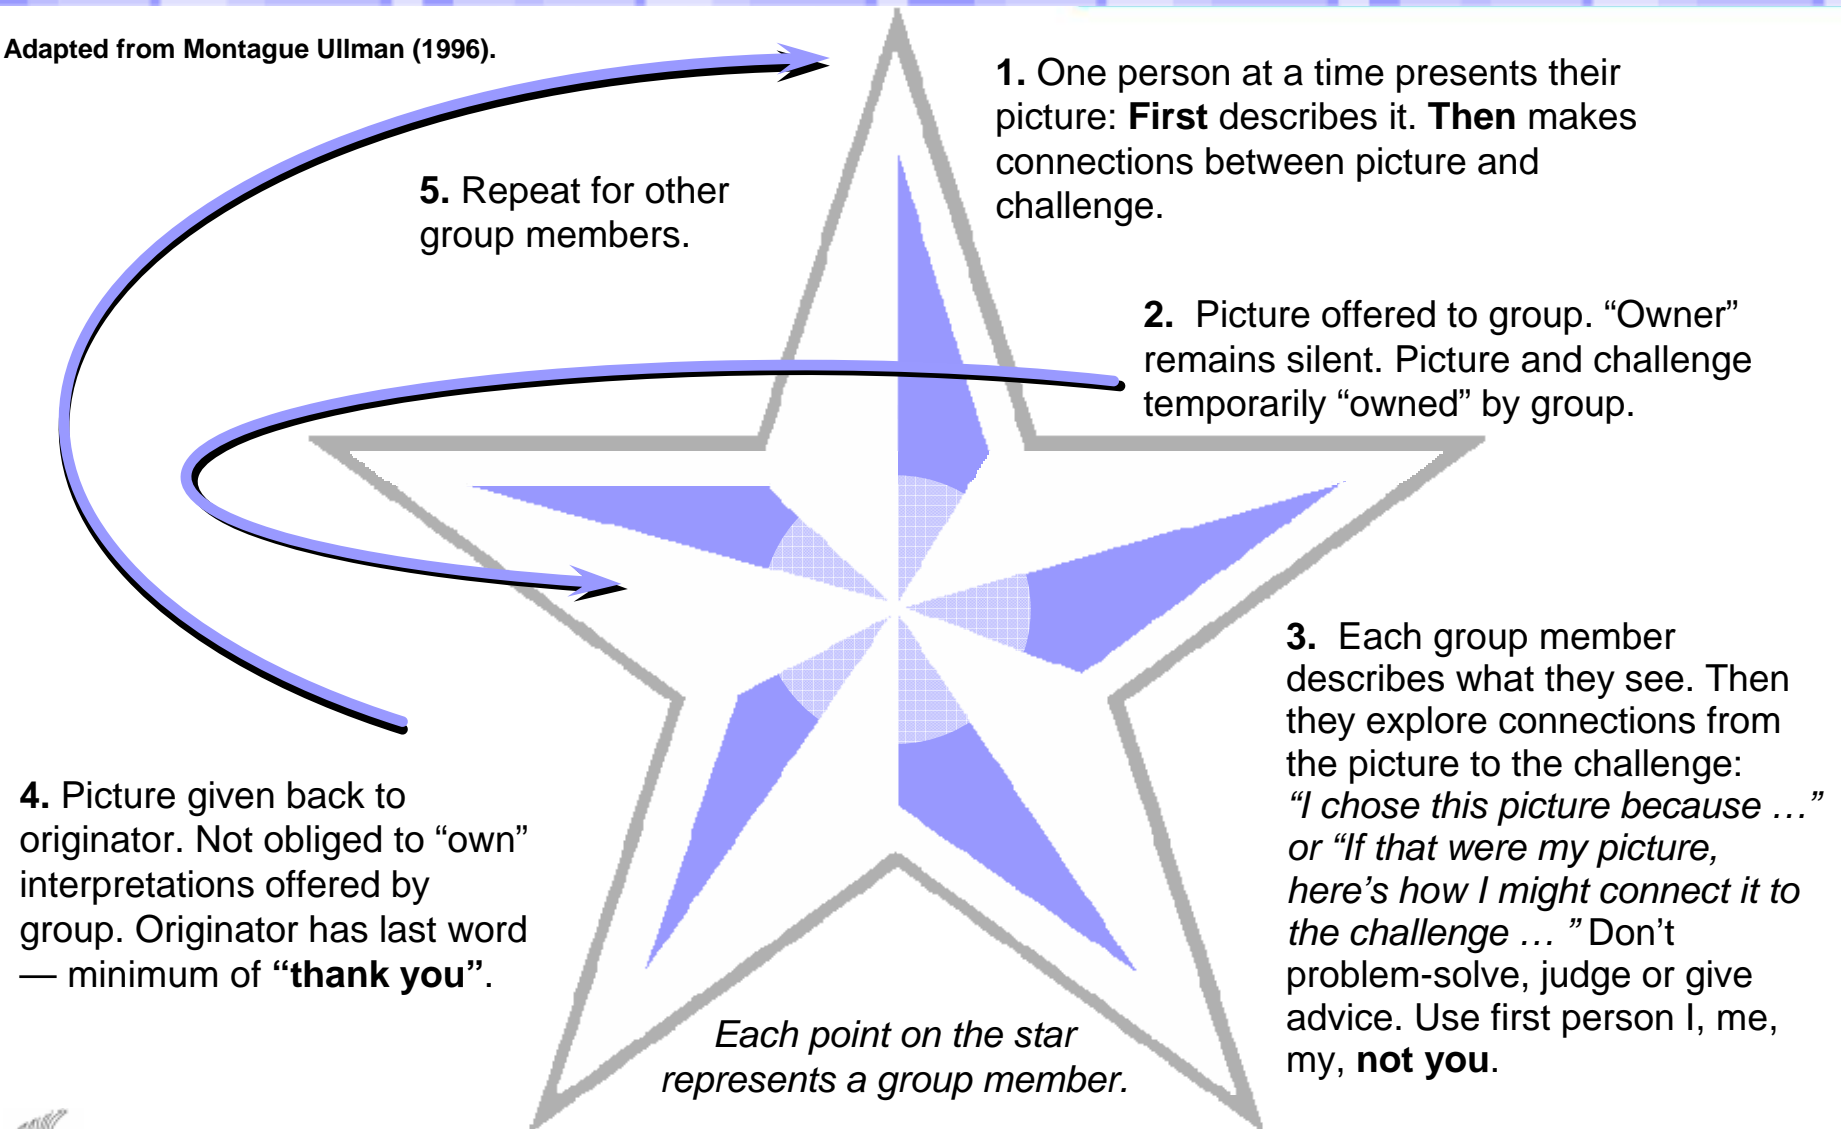 Adapted from Montague Ullman (1996).
1. One person at a time presents their
picture: First describes it. Then makes
connections between picture and
challenge.
2. Picture offered to group. “Owner”
remains silent. Picture and challenge
temporarily “owned” by group.
3. Each group member
describes what they see. Then
they explore connections from
the picture to the challenge:
“I chose this picture because …”
or “If that were my picture,
here’s how I might connect it to
the challenge … ” Don’t
problem-solve, judge or give
advice. Use first person I, me,
my, not you.
4. Picture given back to
originator. Not obliged to “own”
interpretations offered by
group. Originator has last word
— minimum of “thank you”.
5. Repeat for other
group members.
Each point on the star
represents a group member.